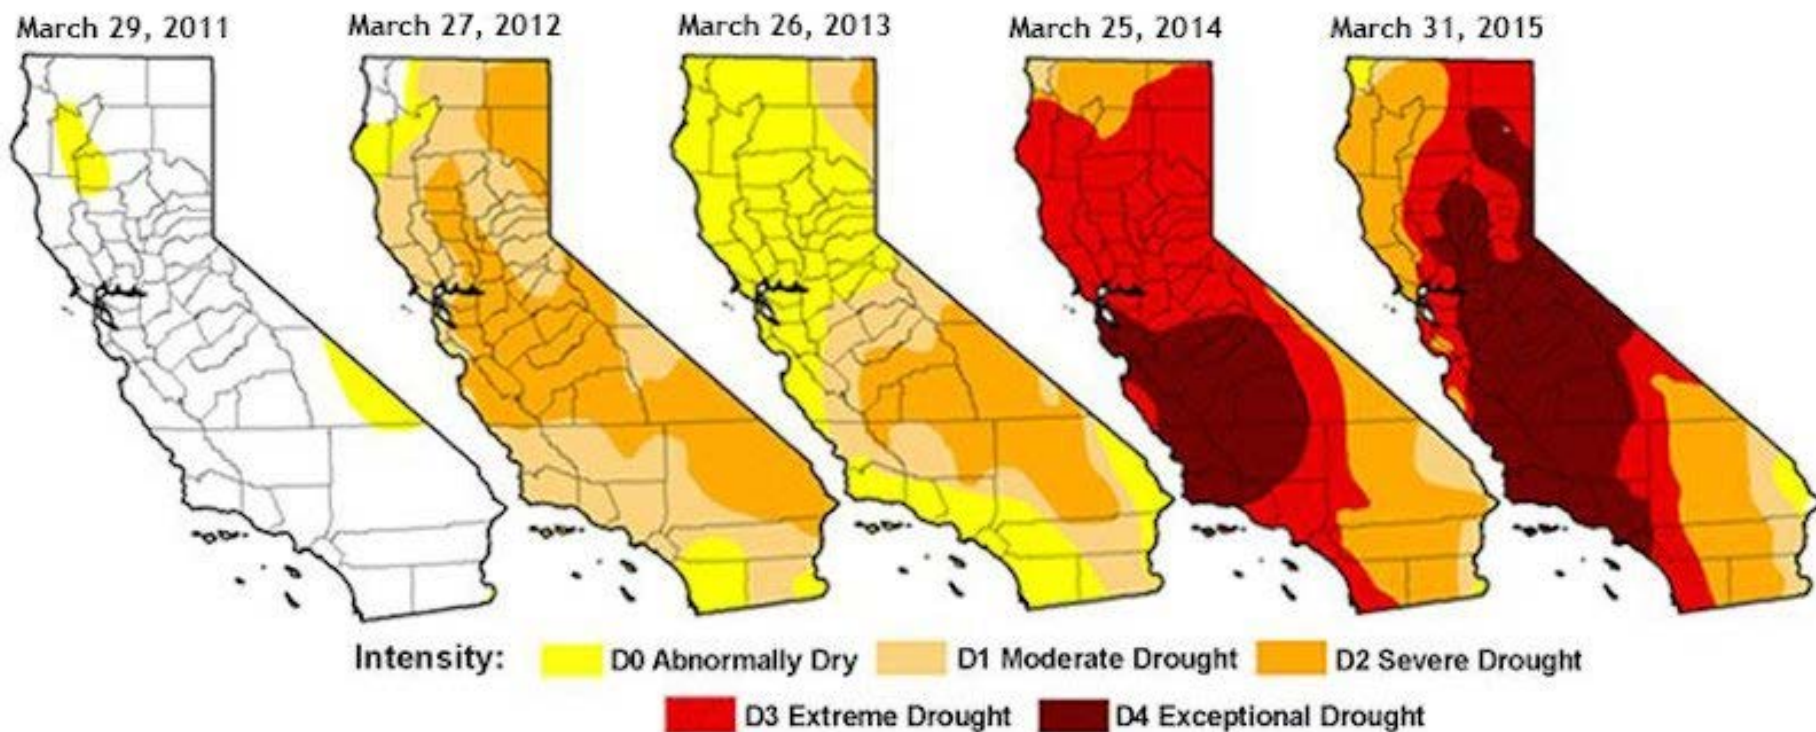 March 29, 2011 March 27, 2012 March 26, 2013 March 25, 2014 March 31, 2015
Intensity: D0 Abnormally Dry D1 Moderate Drought D2 Severe Drought
D3 Extreme Drought D4 Exceptional Drought